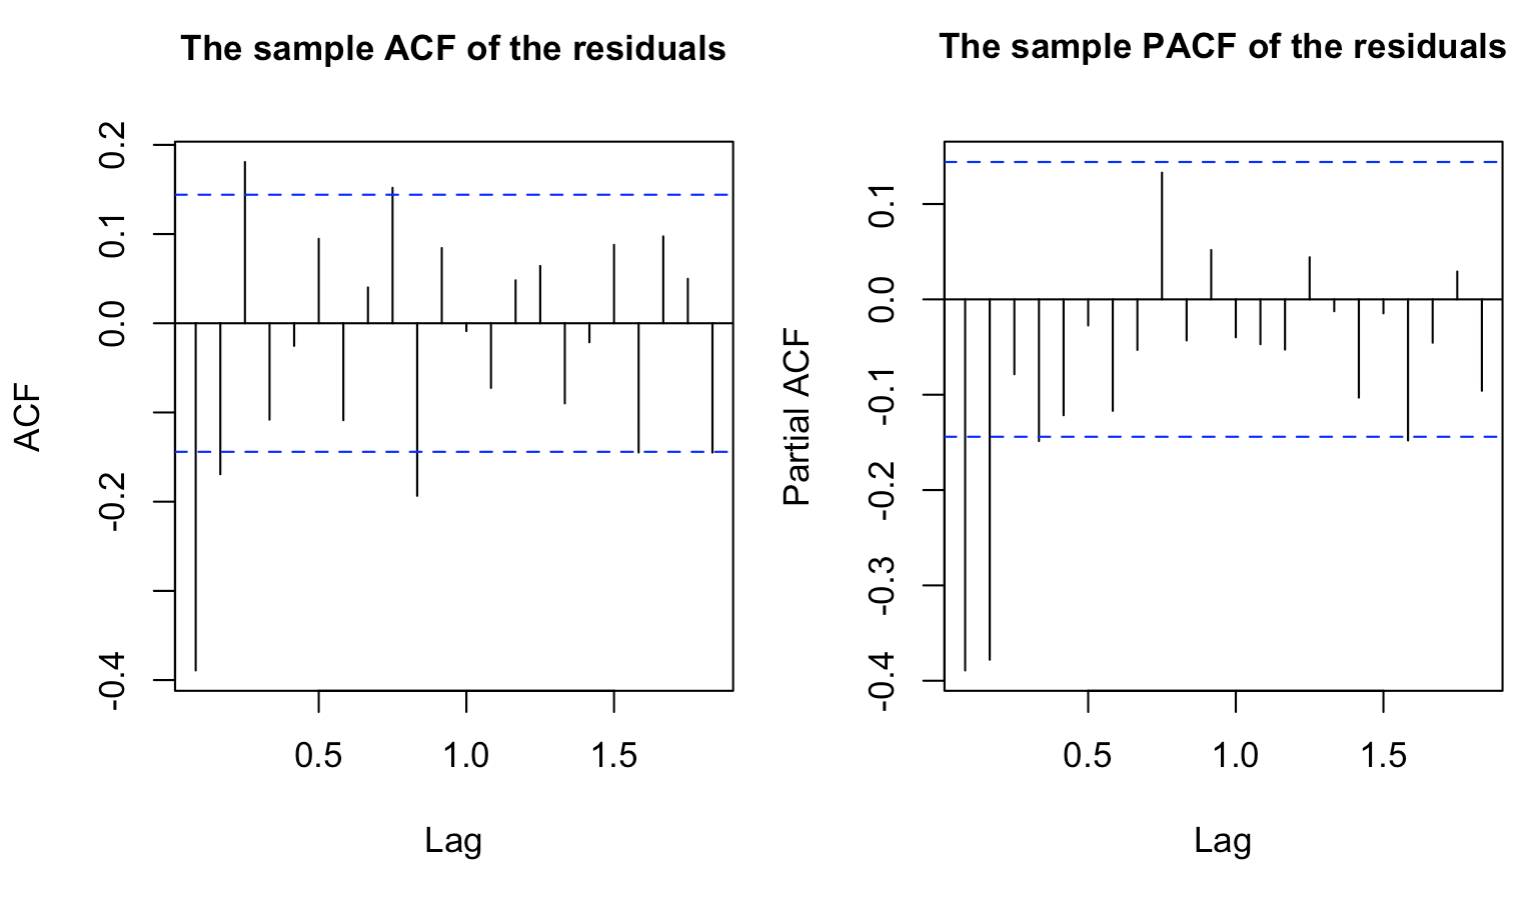 The sample ACF of the residuals
ACF
0.2
0.1
0.0
-0.2
-0.4
0.5 1.0 1.5
Lag
The sample PACF of the residuals
Partial ACF
0.1
0.0
-0.1
-0.2
-0.3
-0.4
0.5 1.0 1.5
Lag